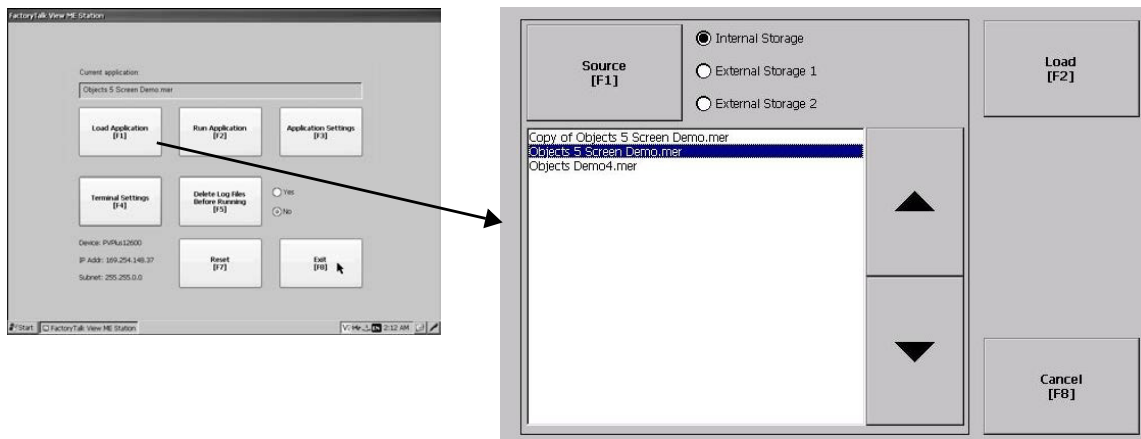 FactoryTalk View ME Station
Current application
Objects 5 Screen Demo.mer
Load Application
[F1]
Run Application
[F2]
Application Settings
[F3]
Terminal Settings
[F4]
Delete Log Files
Before Running
[F5]
Yes
No
Device: PVPlus12600
IP Addr: 169.254.148.37
Subnet: 255.255.0.0
Reset
[F7]
Exit
[F8]
Start
FactoryTalk View ME Station
EN
2:12 AM
Source
[F1]
Internal Storage
External Storage 1
External Storage 2
Load
[F2]
Copy of Objects 5 Screen Demo.mer
Objects 5 Screen Demo.mer
Objects Demo4.mer
Cancel
[F8]